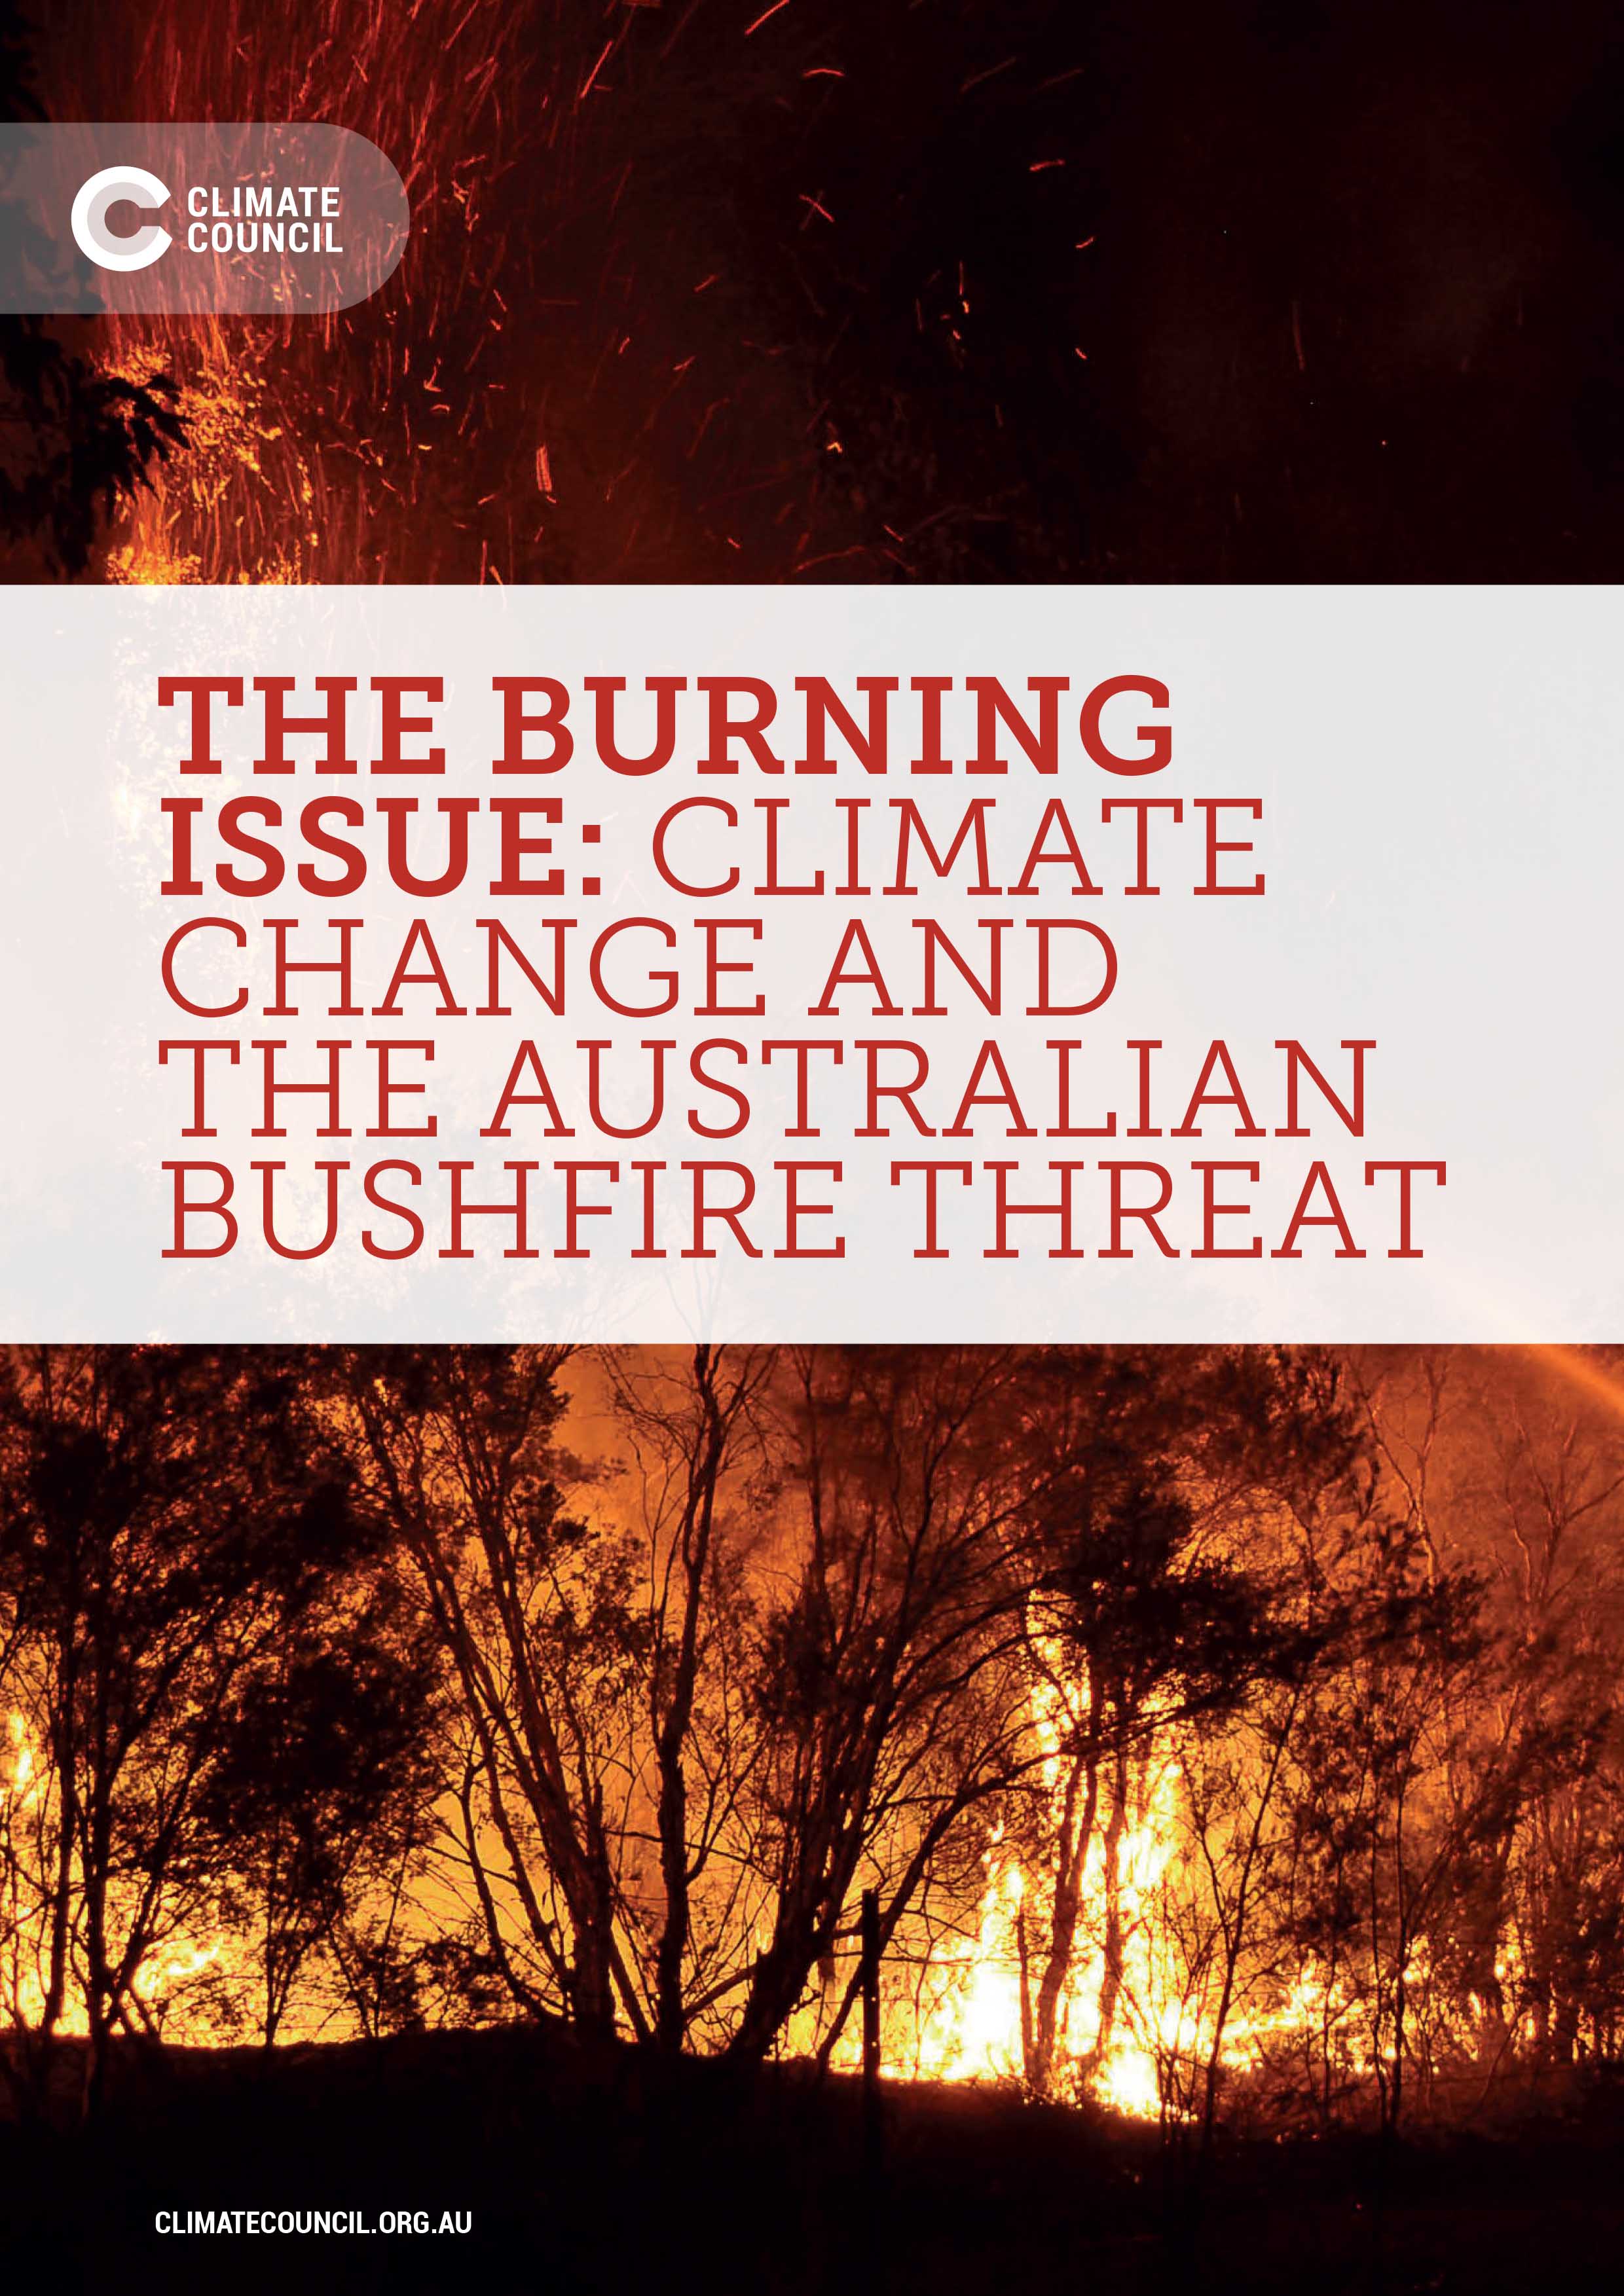 CLIMATE
COUNCIL
THE BURNING
ISSUE: CLIMATE
CHANGE AND
THE AUSTRALIAN
BUSHFIRE THREAT
CLIMATECOUNCIL.ORG.AU